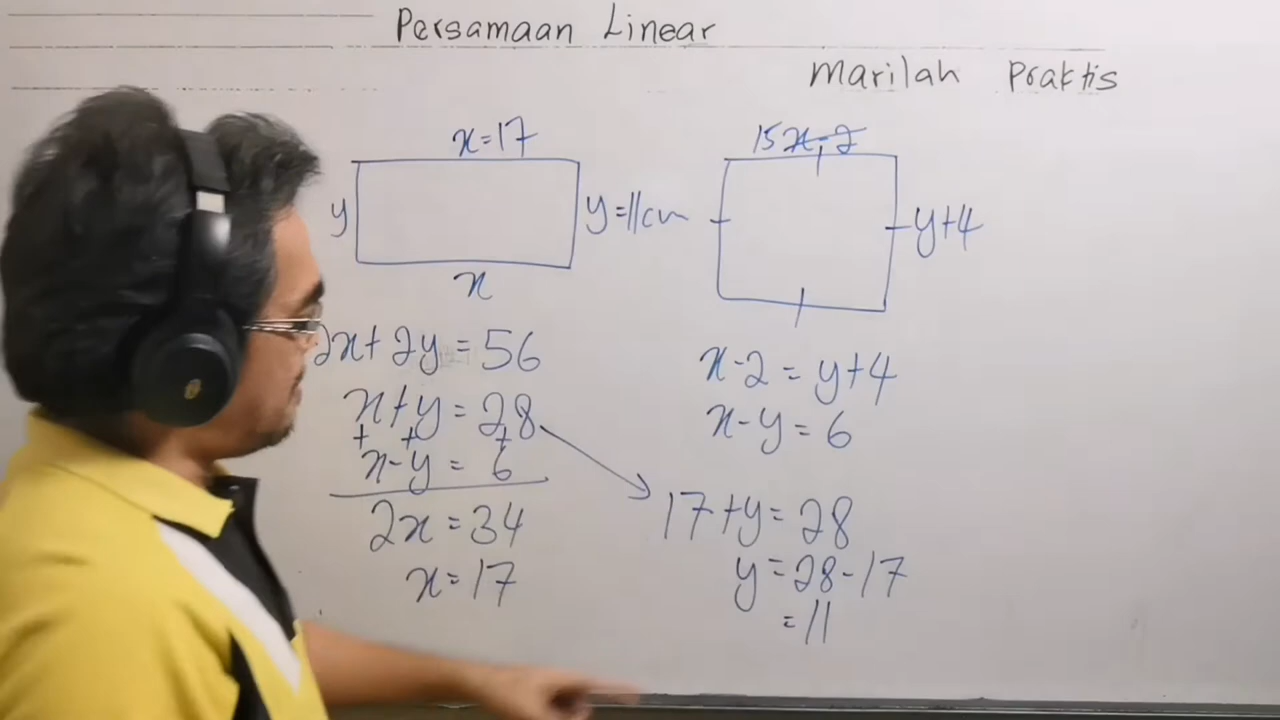 Persamaan Linear
Marilah Praktis
x=17
y
y=11cm
x
15 x-2
y+4
2x+2y=56
x+y=28
+ + +
x-y=6
2x=34
x=17
x-2=y+4
x-y=6
17+y=28
y=28-17
=11